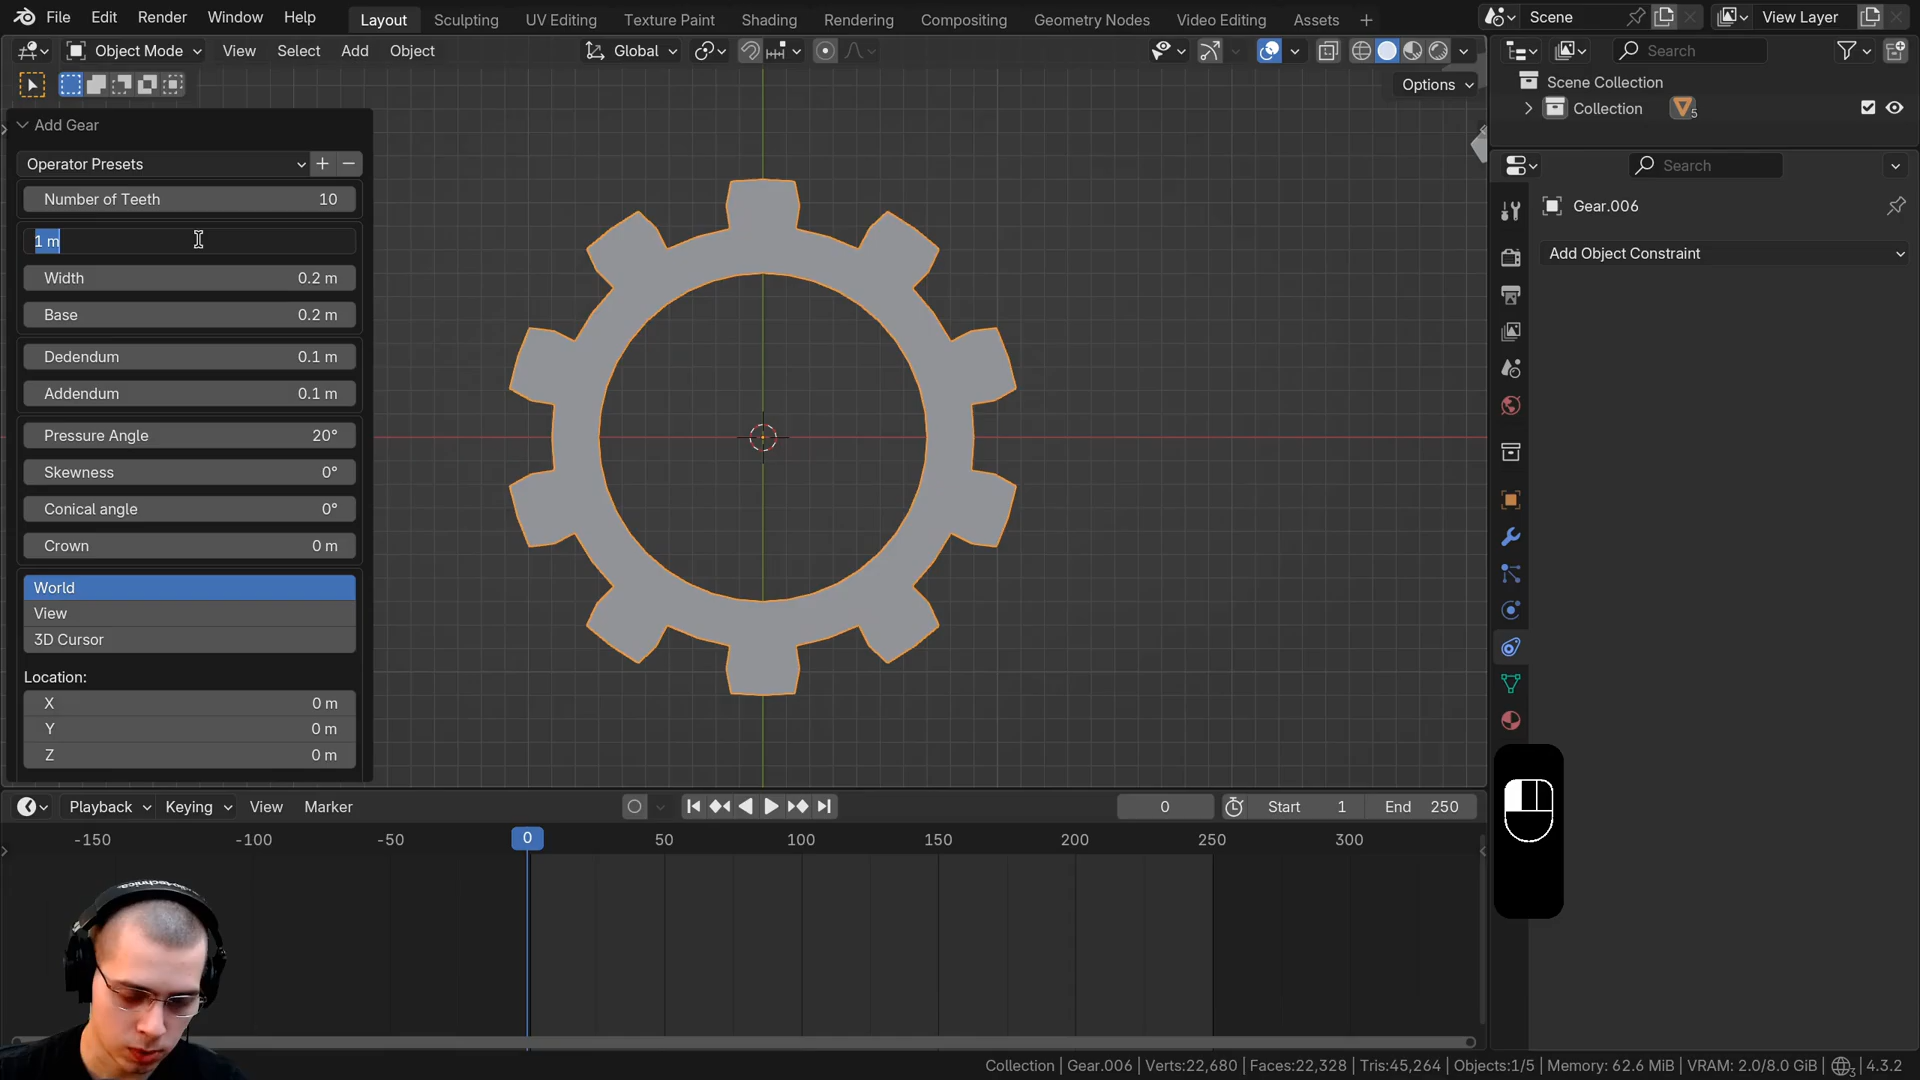 File Edit Render Window Help Layout Sculpting UV Editing Texture Paint Shading Rendering Compositing Geometry Nodes Video Editing Assets + Scene View Layer
Object Mode View Select Add Object Global Search
Options
Scene Collection
Collection 5
Add Gear
Operator Presets + −
Number of Teeth 10
1 m
Width 0.2 m
Base 0.2 m
Dedendum 0.1 m
Addendum 0.1 m
Pressure Angle 20°
Skewness 0°
Conical angle 0°
Crown 0 m
World
View
3D Cursor
Location:
X 0 m
Y 0 m
Z 0 m
Search
Gear.006
Add Object Constraint
Playback Keying View Marker 0 Start 1 End 250
-150 -100 -50 0 50 100 150 200 250 300
Collection | Gear.006 | Verts:22,680 | Faces:22,328 | Tris:45,264 | Objects:1/5 | Memory: 62.6 MiB | VRAM: 2.0/8.0 GiB | 3 | 4.3.2